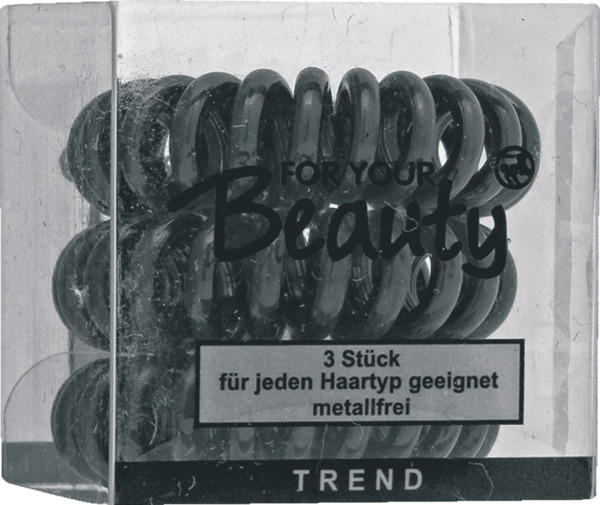 FOR YOUR
Beauty
3 Stück
für jeden Haartyp geeignet
metallfrei
TREND